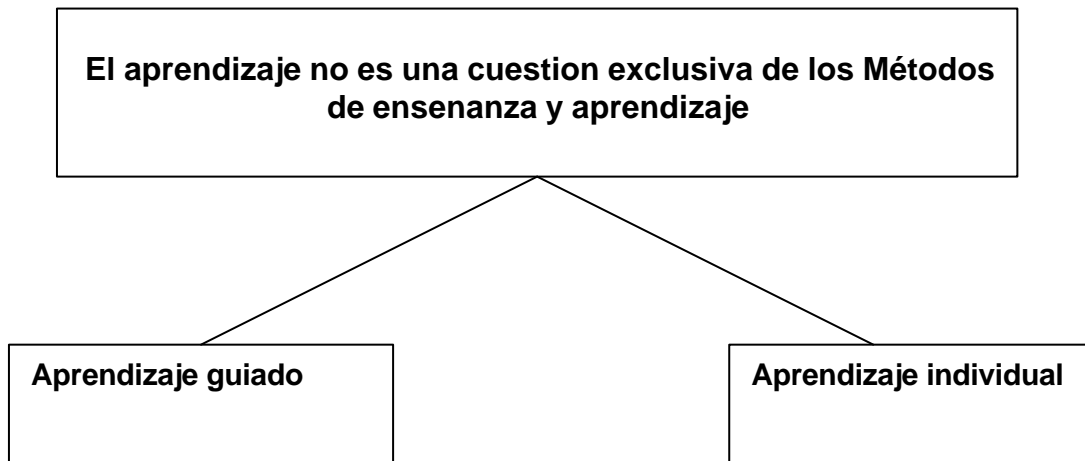 El aprendizaje no es una cuestion exclusiva de los Métodos
de ensenanza y aprendizaje
Aprendizaje guiado
Aprendizaje individual